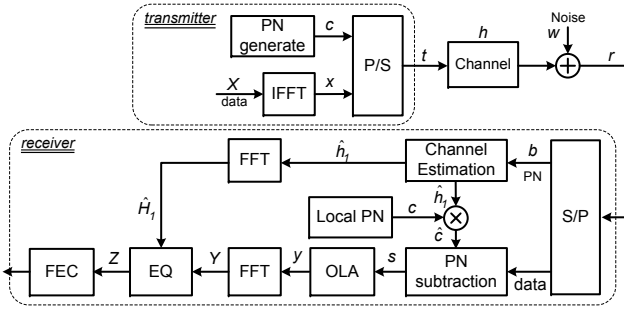 transmitter
PN generate
c
P/S
X
data
IFFT
x
t
h
Channel
Noise
w
r
receiver
FFT
ĥ₁
Channel Estimation
b
PN
S/P
Ĥ₁
Local PN
c
ĥ₁
ĉ
FEC
Z
EQ
Y
FFT
y
OLA
s
PN subtraction
data